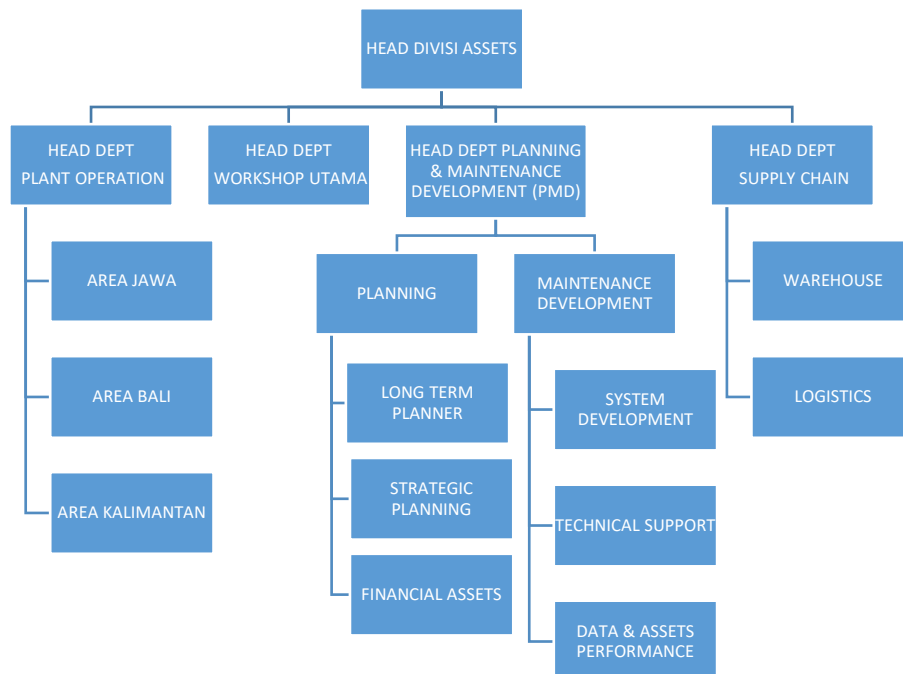 HEAD DIVISI ASSETS
HEAD DEPT
PLANT OPERATION
HEAD DEPT
WORKSHOP UTAMA
HEAD DEPT PLANNING
& MAINTENANCE
DEVELOPMENT (PMD)
HEAD DEPT
SUPPLY CHAIN
AREA JAWA
AREA BALI
AREA KALIMANTAN
PLANNING
LONG TERM
PLANNER
STRATEGIC
PLANNING
FINANCIAL ASSETS
MAINTENANCE
DEVELOPMENT
SYSTEM
DEVELOPMENT
TECHNICAL SUPPORT
DATA & ASSETS
PERFORMANCE
WAREHOUSE
LOGISTICS